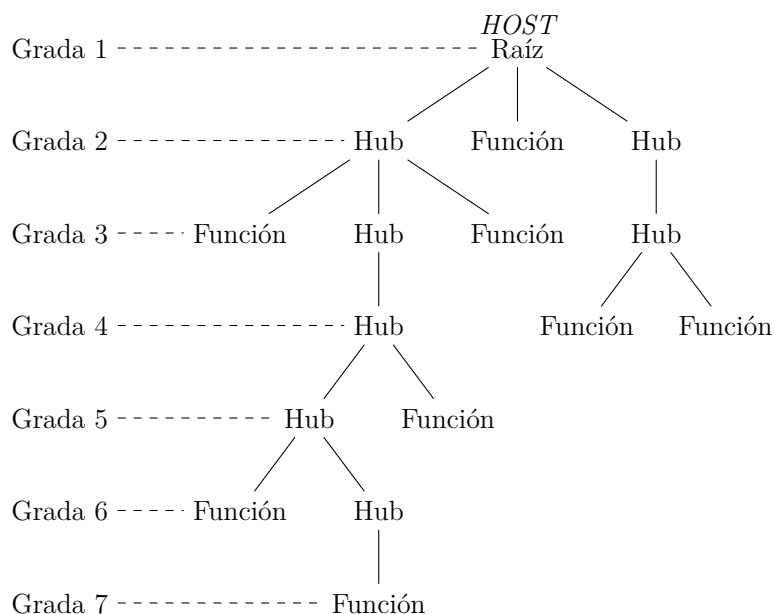 HOST
Grada 1 Raíz
Grada 2 Hub Función Hub
Grada 3 Función Hub Función Hub
Grada 4 Hub Función Función
Grada 5 Hub Función
Grada 6 Función Hub
Grada 7 Función